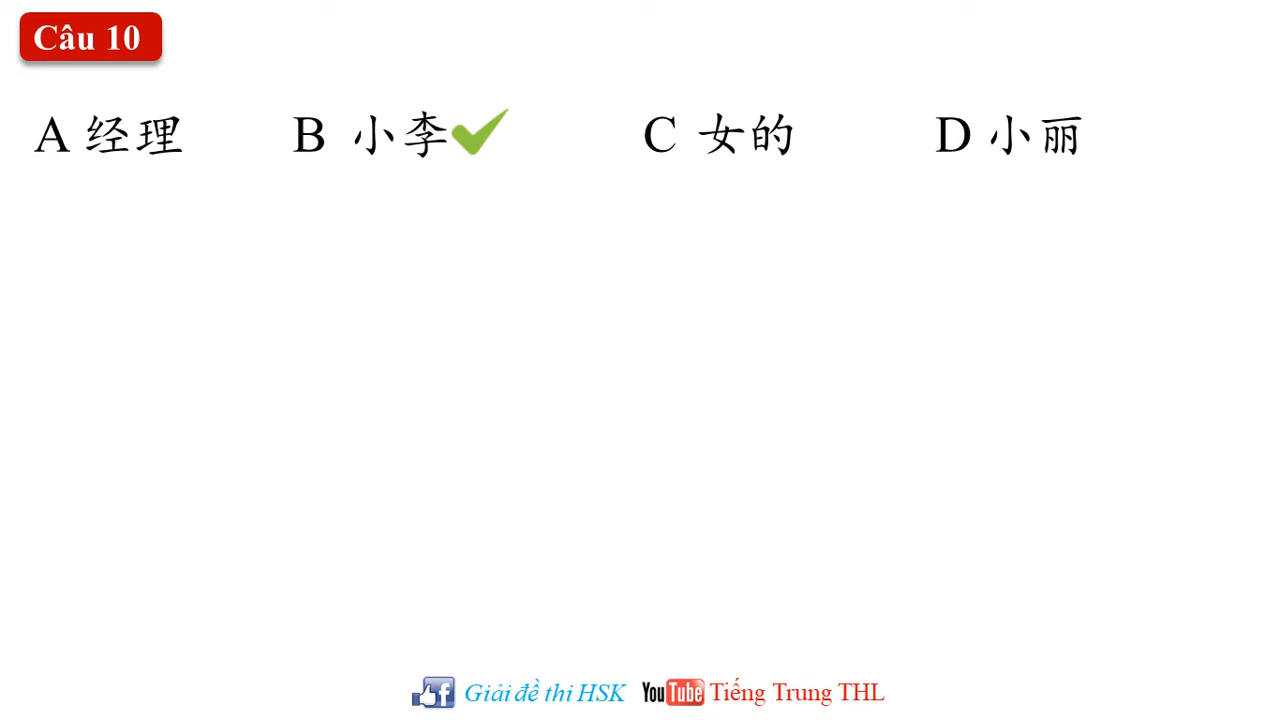 Câu 10
A 经理 B 小李 C 女的 D 小丽
Giải đề thi HSK YouTube Tiếng Trung THL